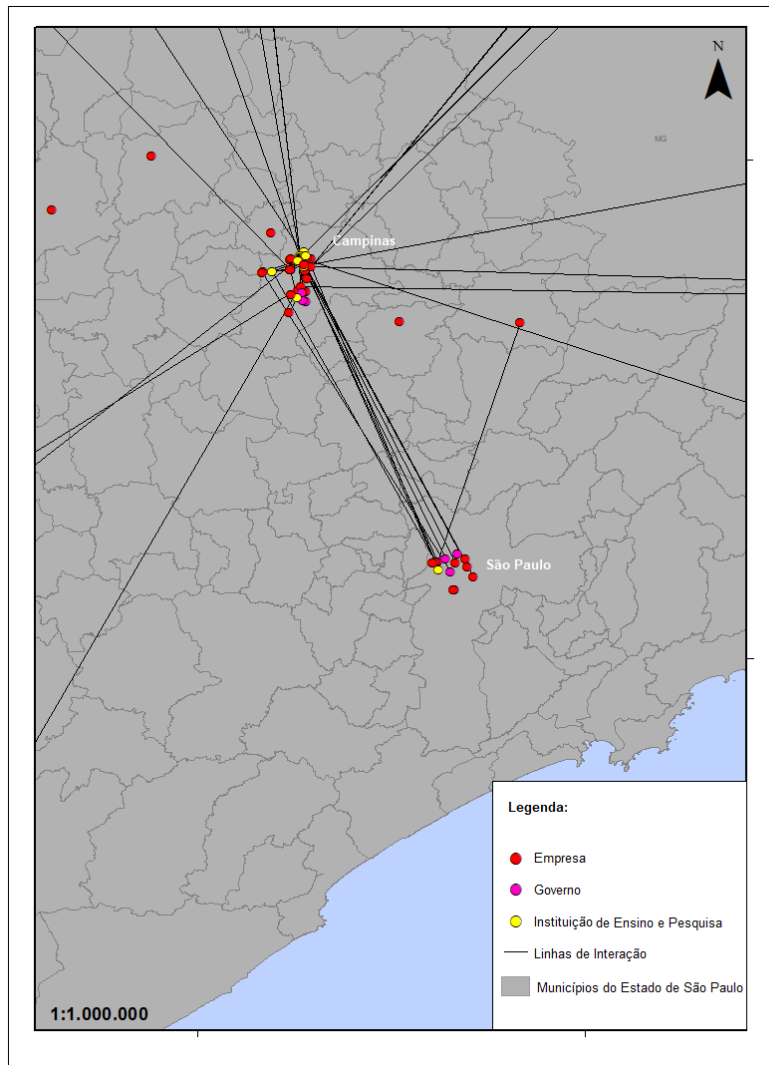 N
MG
Campinas
São Paulo
Legenda:
Empresa
Governo
Instituição de Ensino e Pesquisa
Linhas de Interação
Municípios do Estado de São Paulo
1:1.000.000